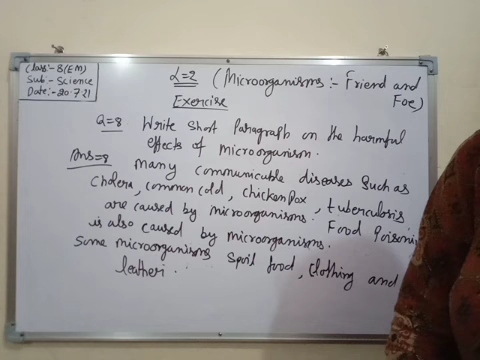 Class:- 8(EM)
Sub:- Science
Date:- 20.7.21
L=2 (Microorganisms:- Friend and Foe)
Exercise
Q=8 Write short Paragraph on the harmful
effects of microorganism.
Ans=8 Many communicable diseases such as
cholera, common cold, chickenpox, tuberculosis
are caused by microorganisms. Food
is also caused by microorganisms.
Some microorganisms spoil food, clothing and
leather.